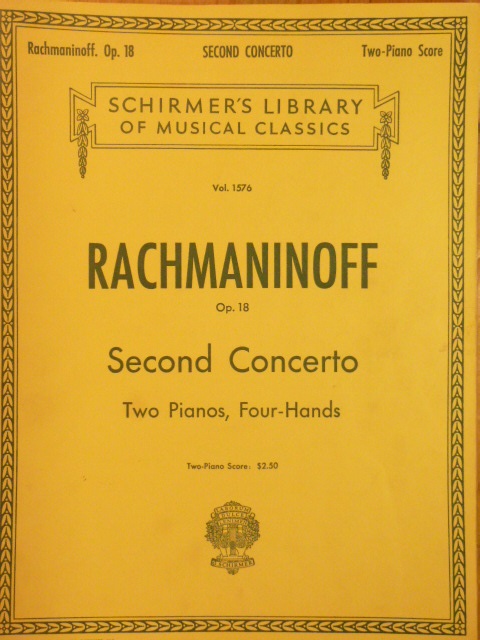 Rachmaninoff. Op. 18 SECOND CONCERTO Two-Piano Score
SCHIRMER'S LIBRARY
OF MUSICAL CLASSICS
Vol. 1576
RACHMANINOFF
Op. 18
Second Concerto
Two Pianos, Four-Hands
Two-Piano Score: $2.50
G. SCHIRMER